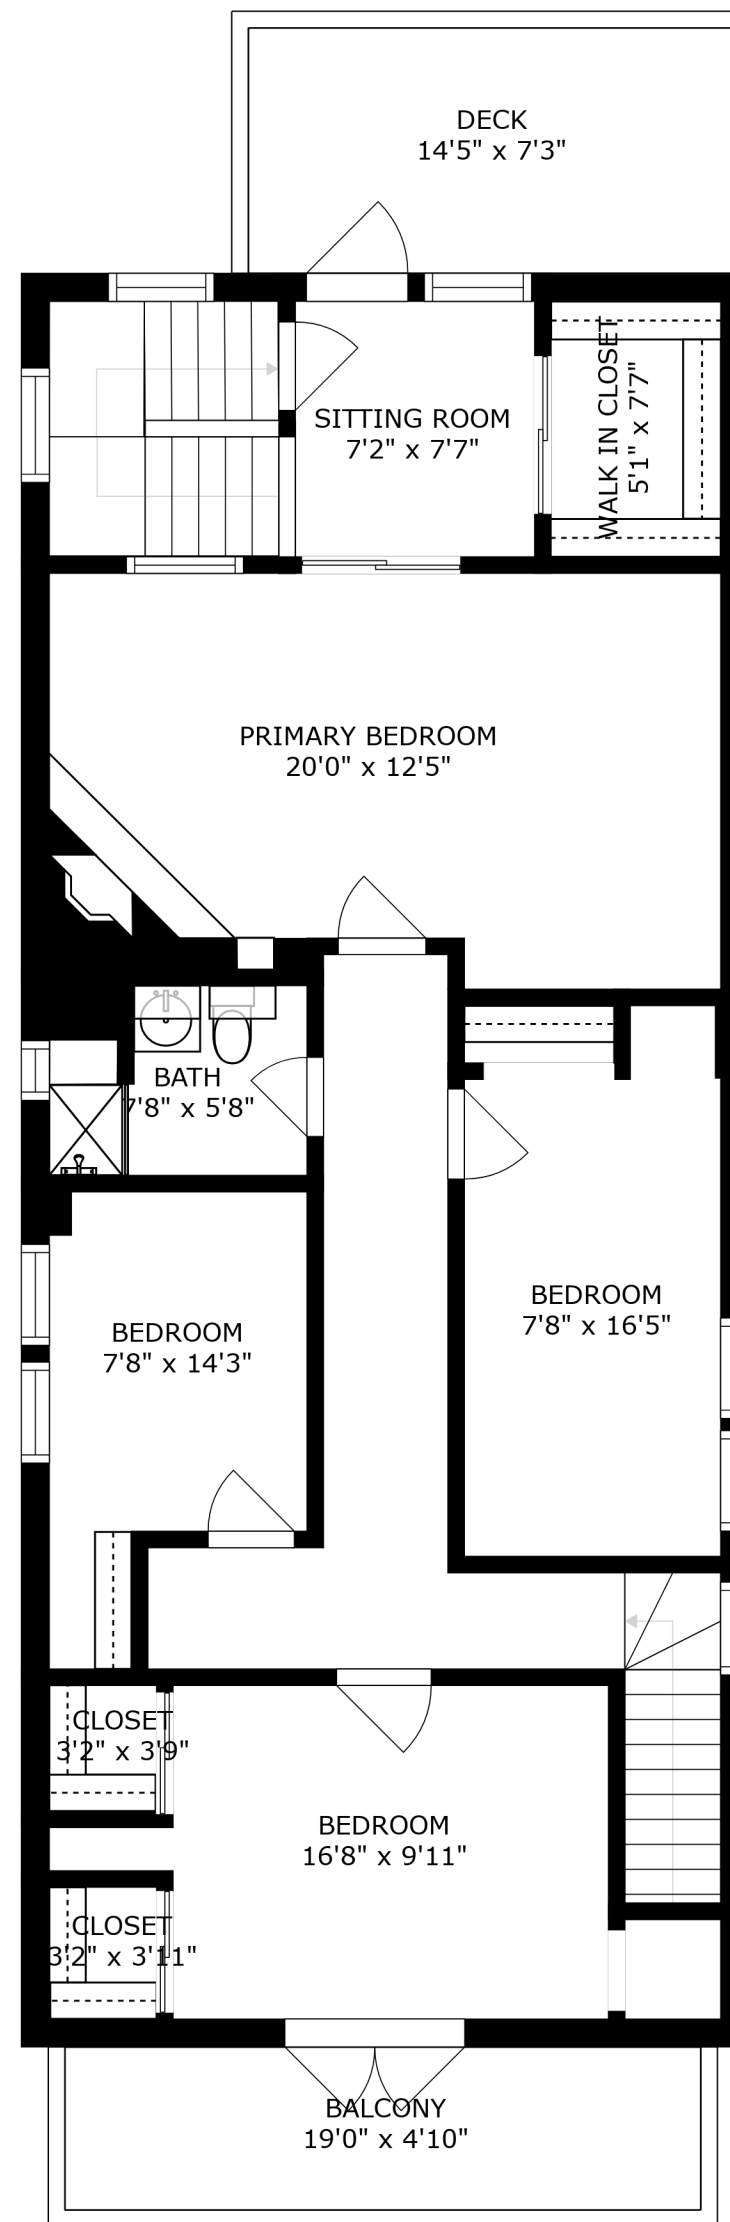 DECK
14'5" x 7'3"
SITTING ROOM
7'2" x 7'7"
WALK IN CLOSET
5'1" x 7'7"
PRIMARY BEDROOM
20'0" x 12'5"
BATH
7'8" x 5'8"
BEDROOM
7'8" x 16'5"
BEDROOM
7'8" x 14'3"
CLOSET
3'2" x 3'9"
BEDROOM
16'8" x 9'11"
CLOSET
3'2" x 3'11"
BALCONY
19'0" x 4'10"